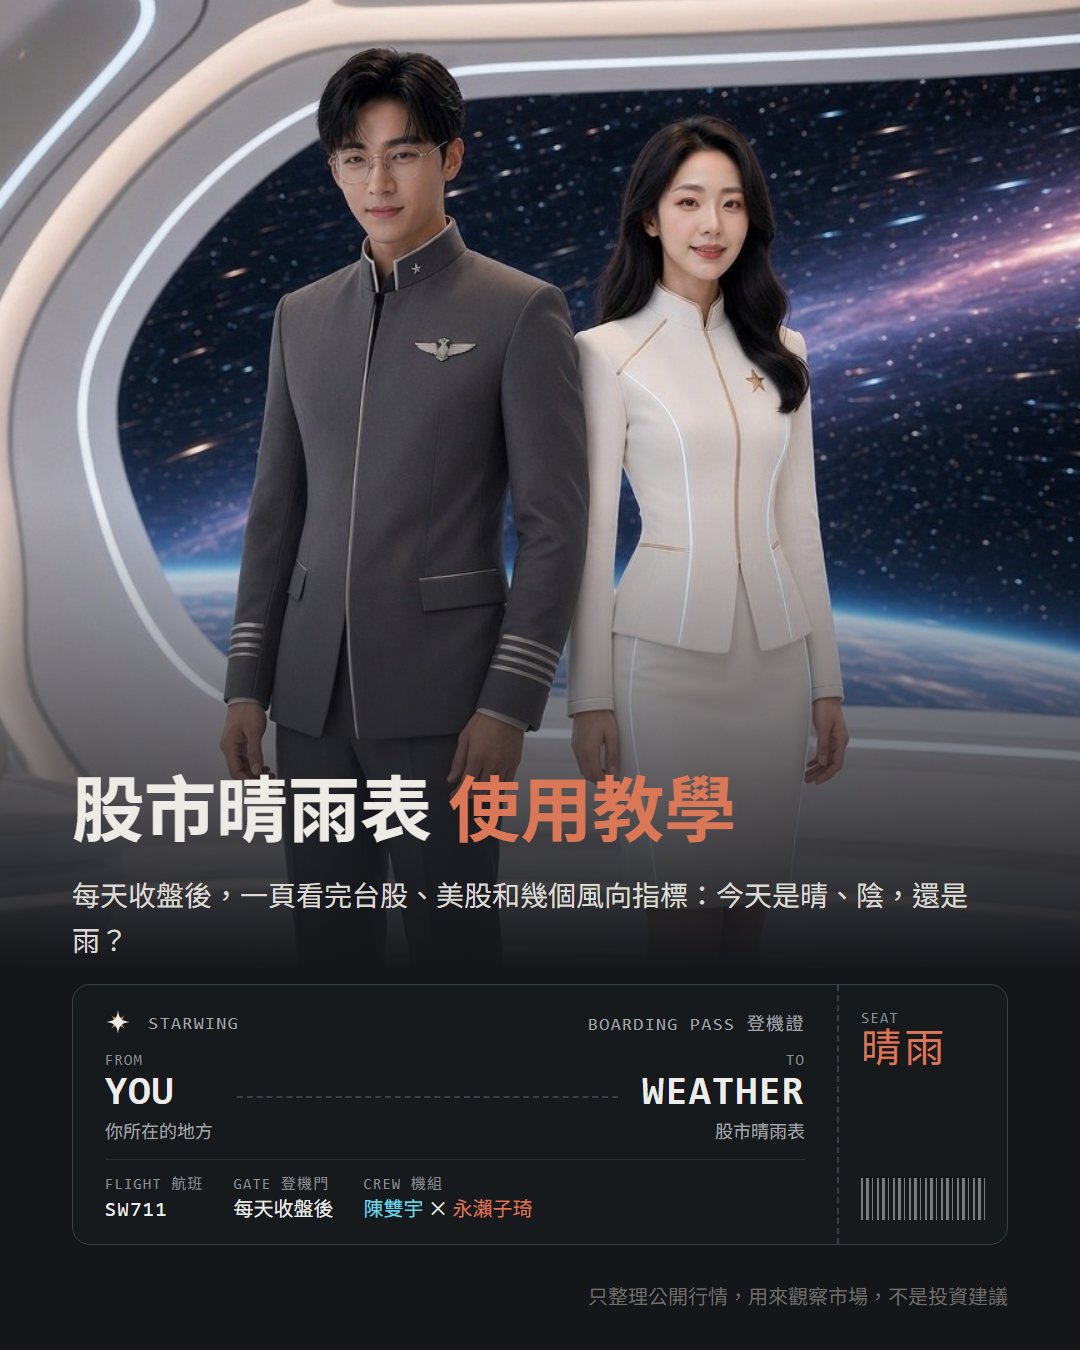 股市晴雨表 使用教學
每天收盤後，一頁看完台股、美股和幾個風向指標：今天是晴、陰，還是
雨？
STARWING
BOARDING PASS 登機證
FROM
TO
YOU
WEATHER
你所在的地方
股市晴雨表
FLIGHT 航班
GATE 登機門
CREW 機組
SW711
每天收盤後
陳雙宇 × 永瀨子琦
SEAT
晴雨
只整理公開行情，用來觀察市場，不是投資建議